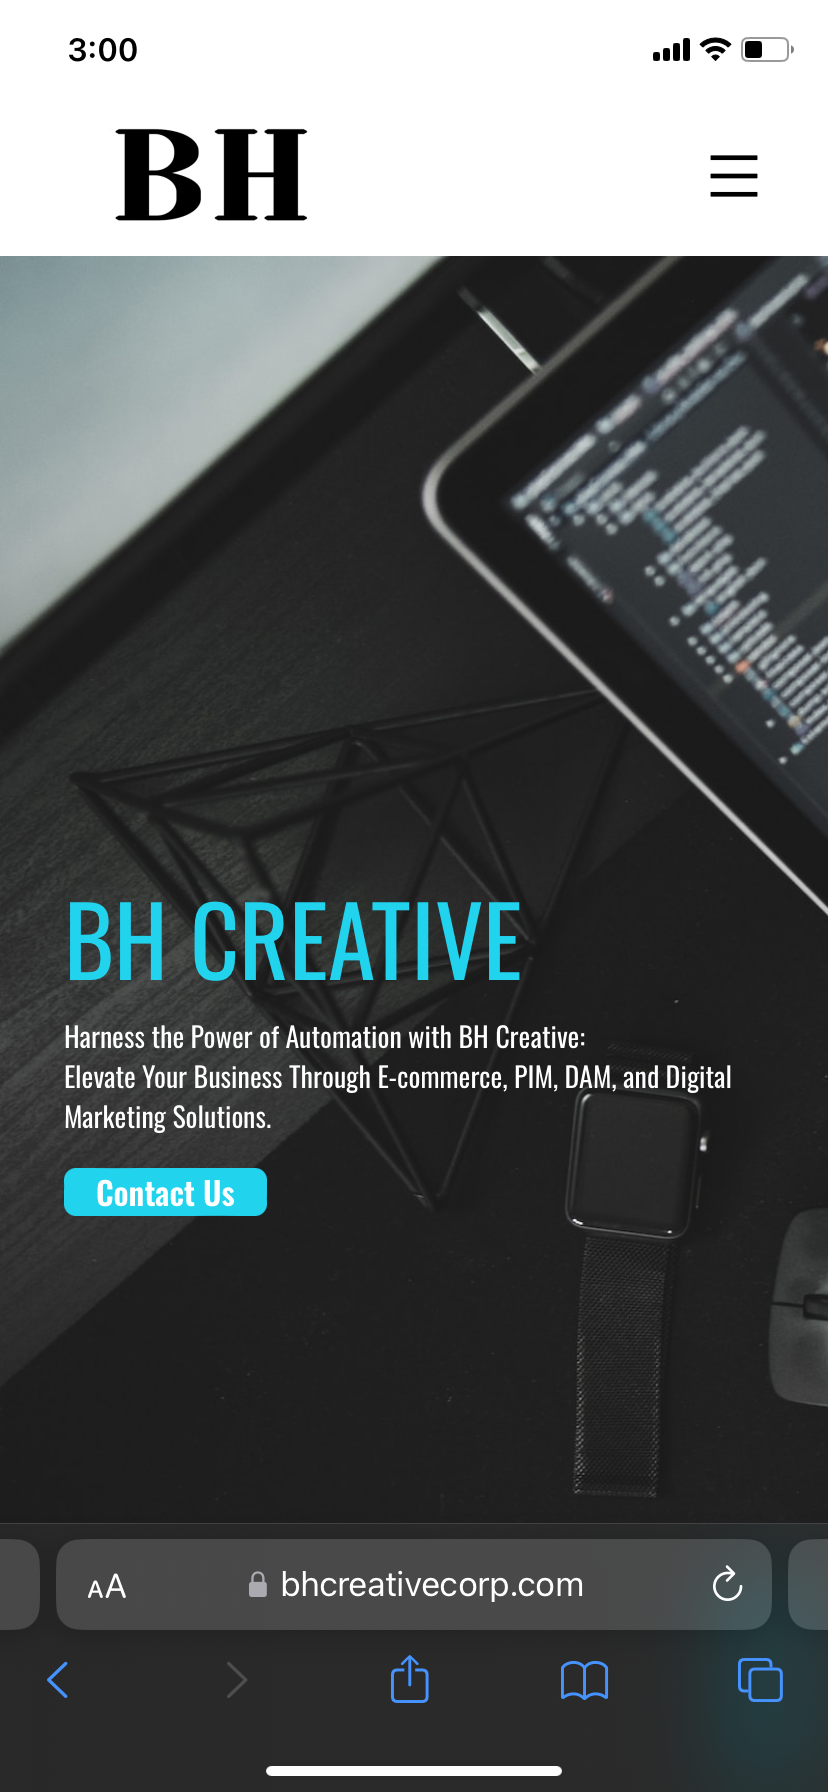 3:00
BH
BH CREATIVE
Harness the Power of Automation with BH Creative:
Elevate Your Business Through E-commerce, PIM, DAM, and Digital
Marketing Solutions.
Contact Us
AA bhcreativecorp.com